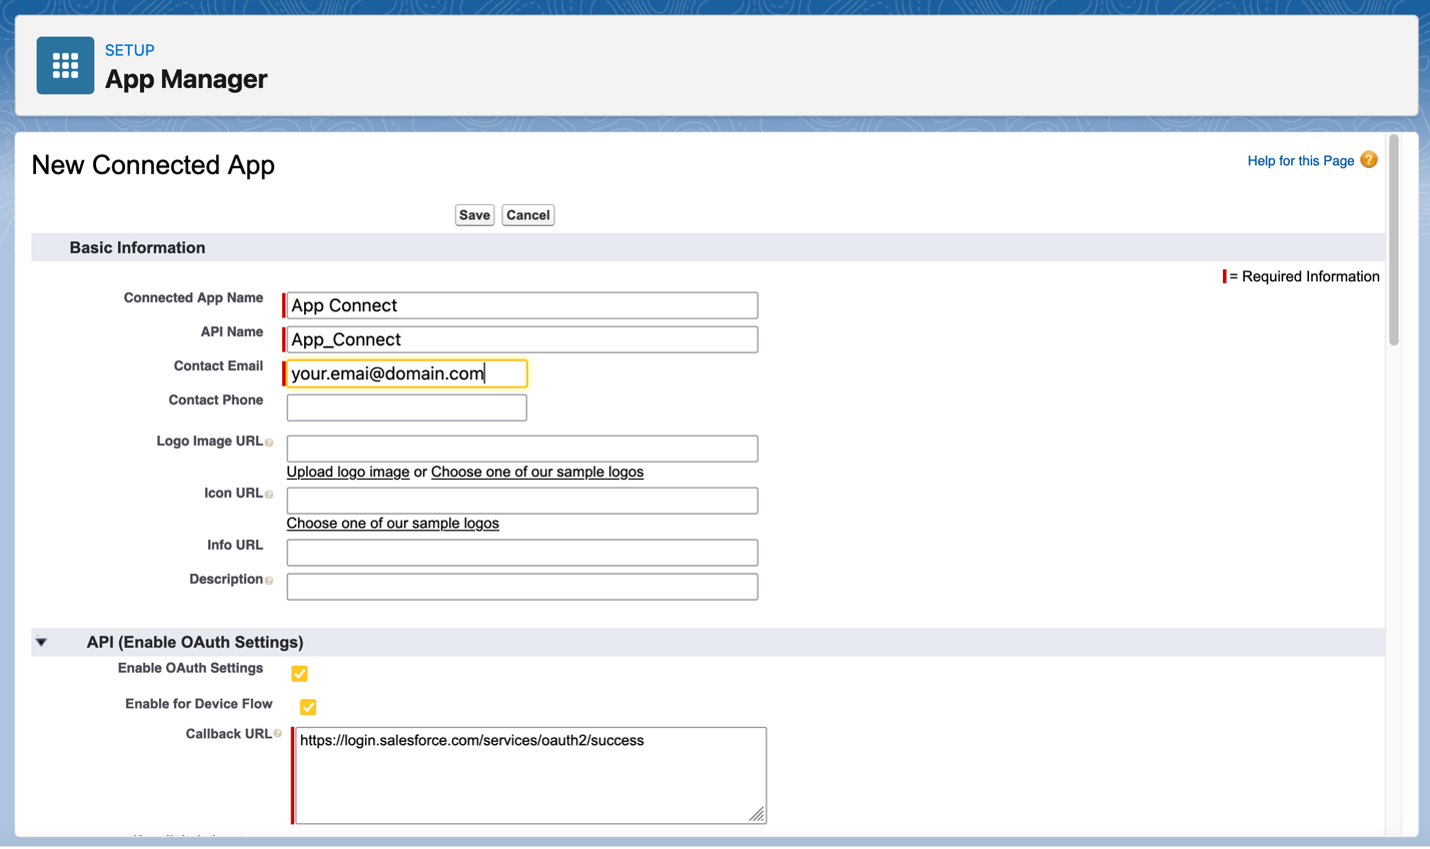 SETUP
App Manager
New Connected App
Help for this Page ?
Save Cancel
Basic Information
= Required Information
Connected App Name App Connect
API Name App_Connect
Contact Email your.emai@domain.com
Contact Phone
Logo Image URL
Upload logo image or Choose one of our sample logos
Icon URL
Choose one of our sample logos
Info URL
Description
API (Enable OAuth Settings)
Enable OAuth Settings
Enable for Device Flow
Callback URL https://login.salesforce.com/services/oauth2/success